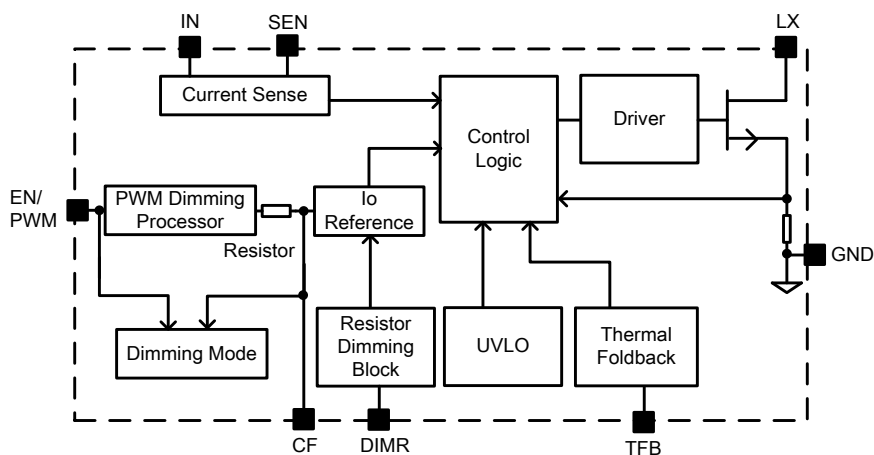 IN
SEN
LX
Current Sense
Control
Logic
Driver
EN/
PWM
PWM Dimming
Processor
Resistor
Io
Reference
GND
Dimming Mode
Resistor
Dimming
Block
UVLO
Thermal
Foldback
CF
DIMR
TFB